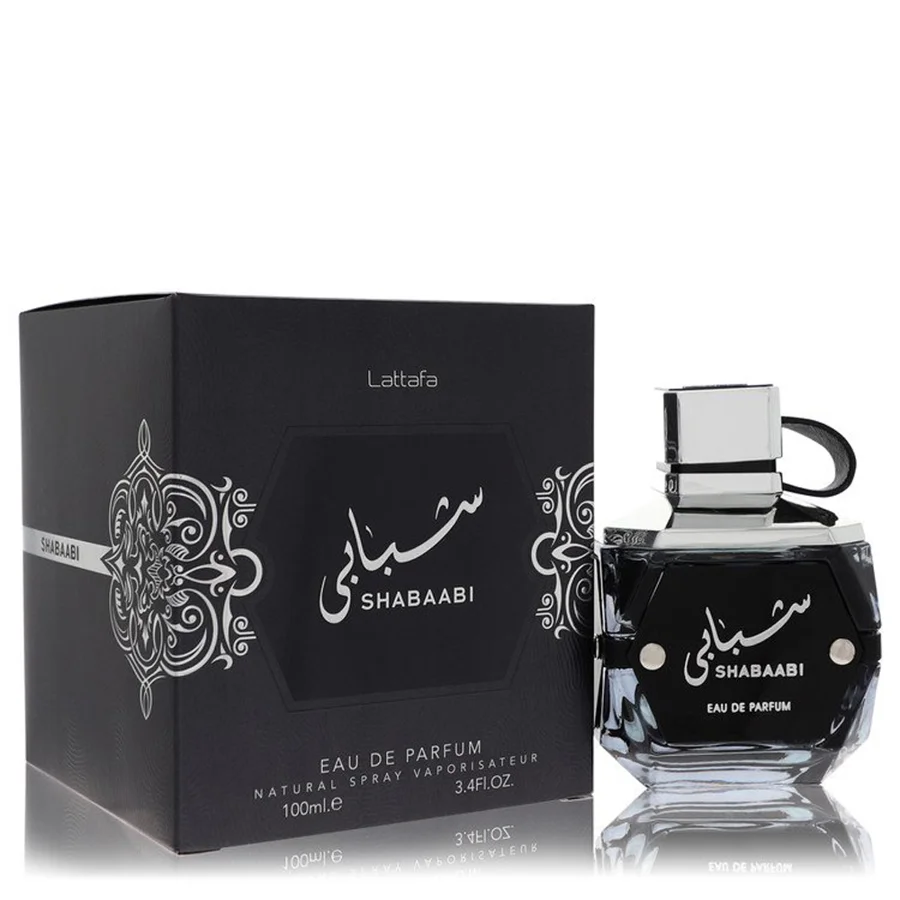 Lattafa
شبابي
SHABAABI
SHABAABI
EAU DE PARFUM
NATURAL SPRAY VAPORISATEUR
100ml.e 3.4Fl.OZ.
شبابي
SHABAABI
EAU DE PARFUM